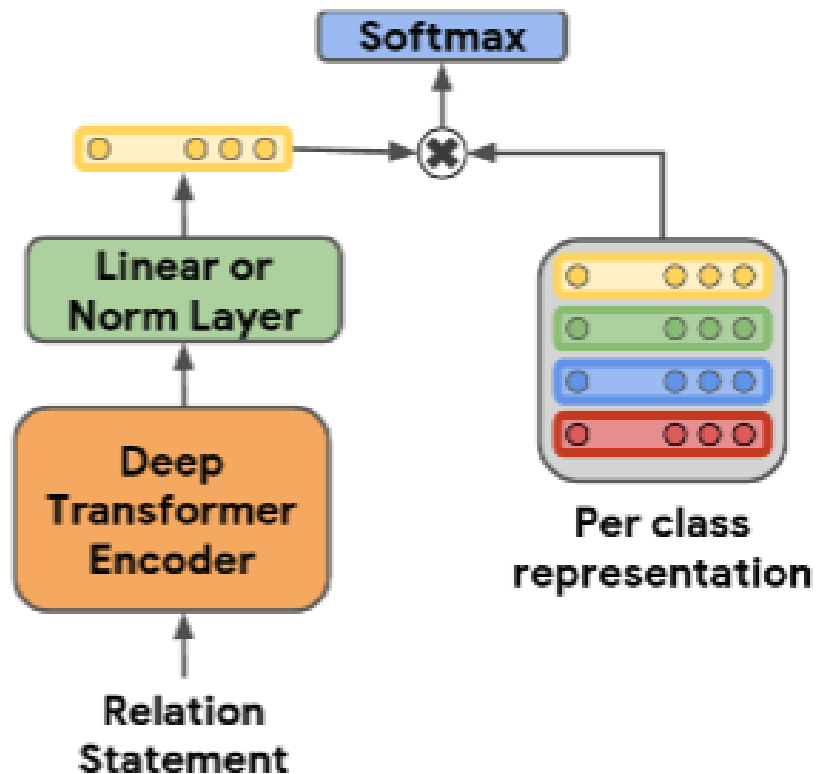 Softmax
Linear or
Norm Layer
Deep
Transformer
Encoder
Per class
representation
Relation
Statement